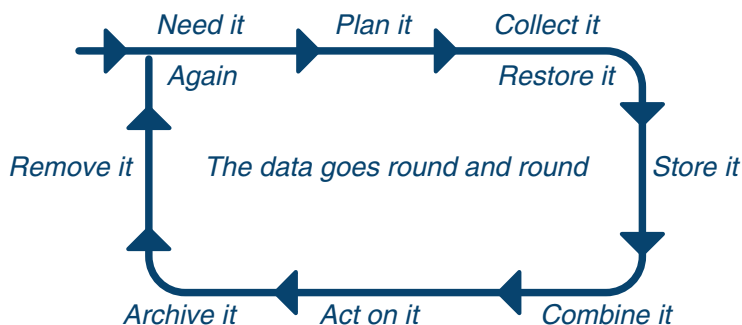 Need it
Plan it
Collect it
Again
Restore it
Remove it
The data goes round and round
Store it
Archive it
Act on it
Combine it